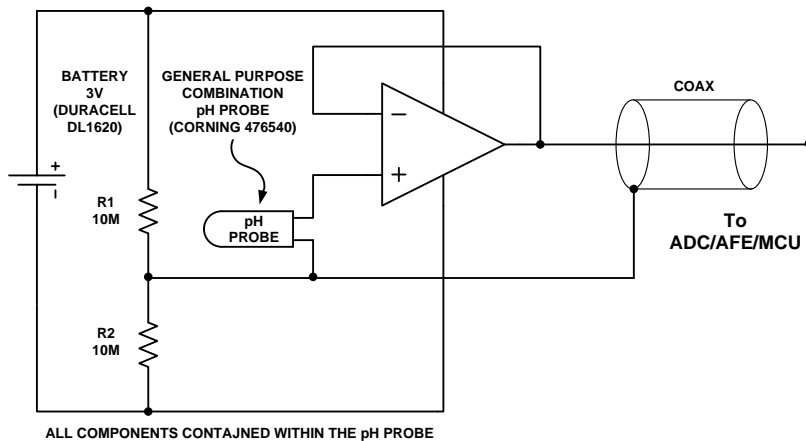 BATTERY
3V
(DURACELL
DL1620)
GENERAL PURPOSE
COMBINATION
pH PROBE
(CORNING 476540)
COAX
+
−
−
+
R1
10M
pH
PROBE
To
ADC/AFE/MCU
R2
10M
ALL COMPONENTS CONTAJNED WITHIN THE pH PROBE